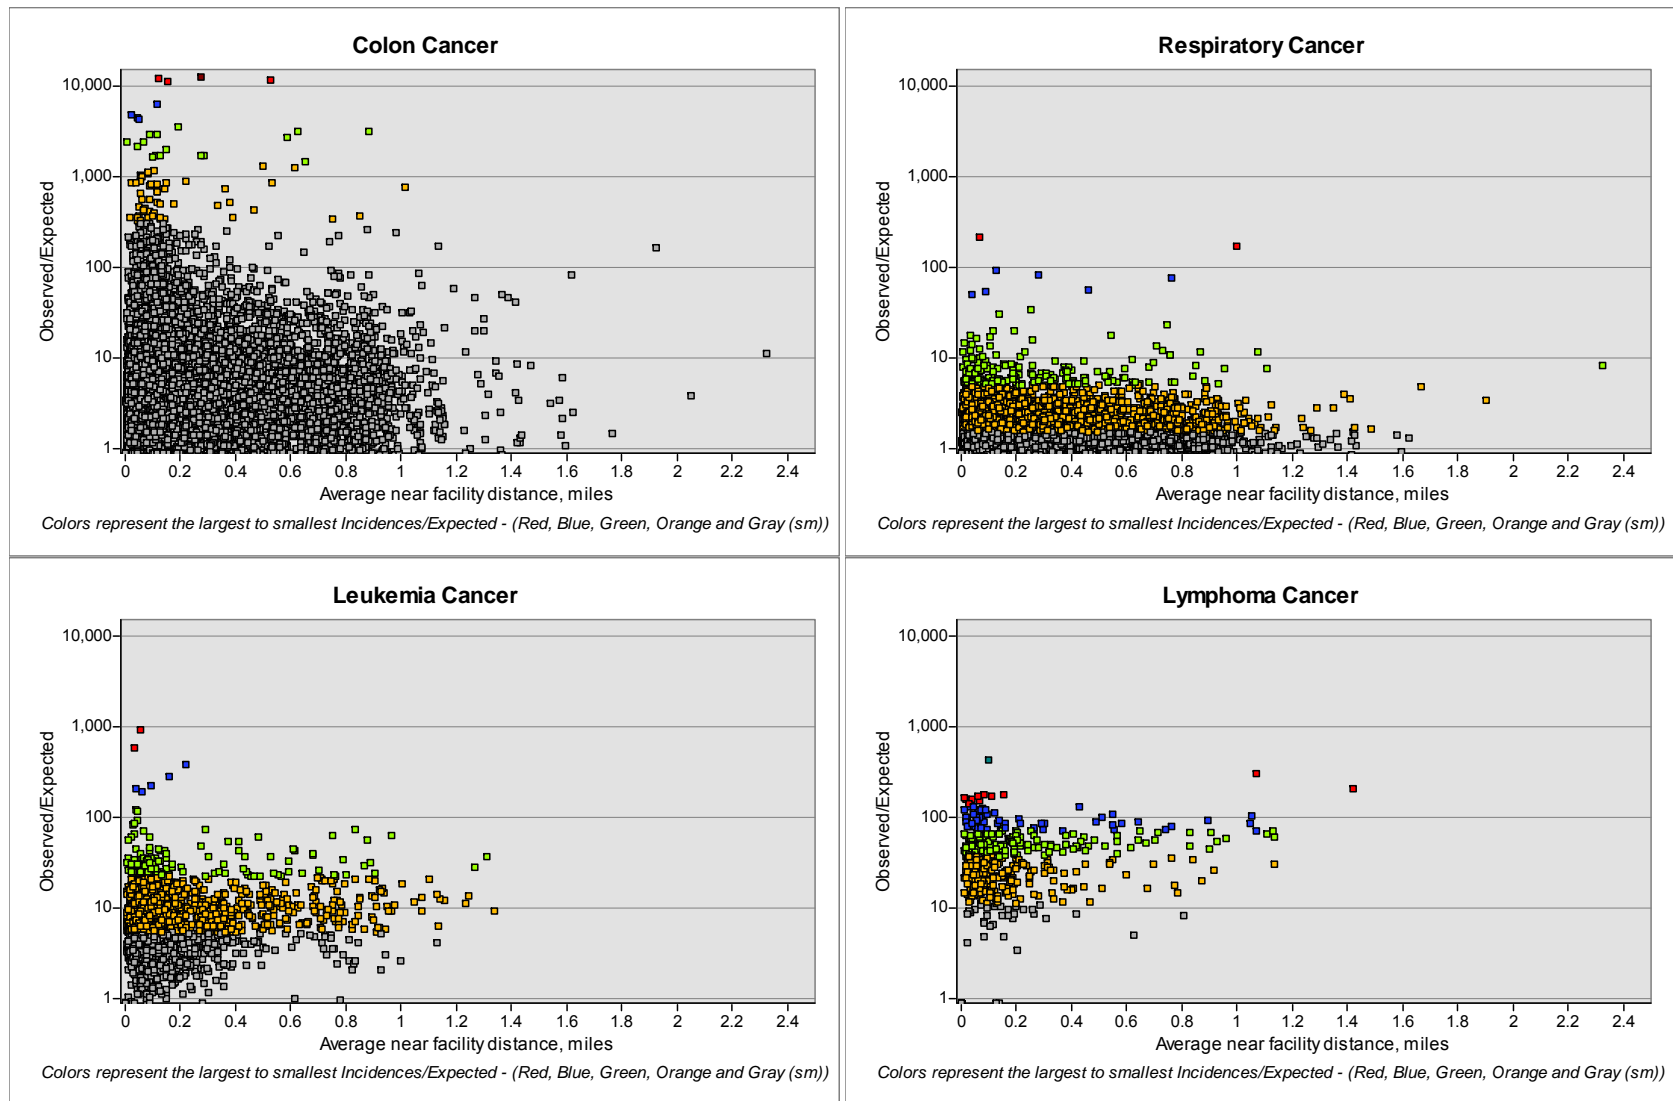 Colon Cancer
10,000
1,000
100
10
1
Observed/Expected
0 0.2 0.4 0.6 0.8 1 1.2 1.4 1.6 1.8 2 2.2 2.4
Average near facility distance, miles
Colors represent the largest to smallest Incidences/Expected - (Red, Blue, Green, Orange and Gray (sm))
Respiratory Cancer
10,000
1,000
100
10
1
Observed/Expected
0 0.2 0.4 0.6 0.8 1 1.2 1.4 1.6 1.8 2 2.2 2.4
Average near facility distance, miles
Colors represent the largest to smallest Incidences/Expected - (Red, Blue, Green, Orange and Gray (sm))
Leukemia Cancer
10,000
1,000
100
10
1
Observed/Expected
0 0.2 0.4 0.6 0.8 1 1.2 1.4 1.6 1.8 2 2.2 2.4
Average near facility distance, miles
Colors represent the largest to smallest Incidences/Expected - (Red, Blue, Green, Orange and Gray (sm))
Lymphoma Cancer
10,000
1,000
100
10
1
Observed/Expected
0 0.2 0.4 0.6 0.8 1 1.2 1.4 1.6 1.8 2 2.2 2.4
Average near facility distance, miles
Colors represent the largest to smallest Incidences/Expected - (Red, Blue, Green, Orange and Gray (sm))